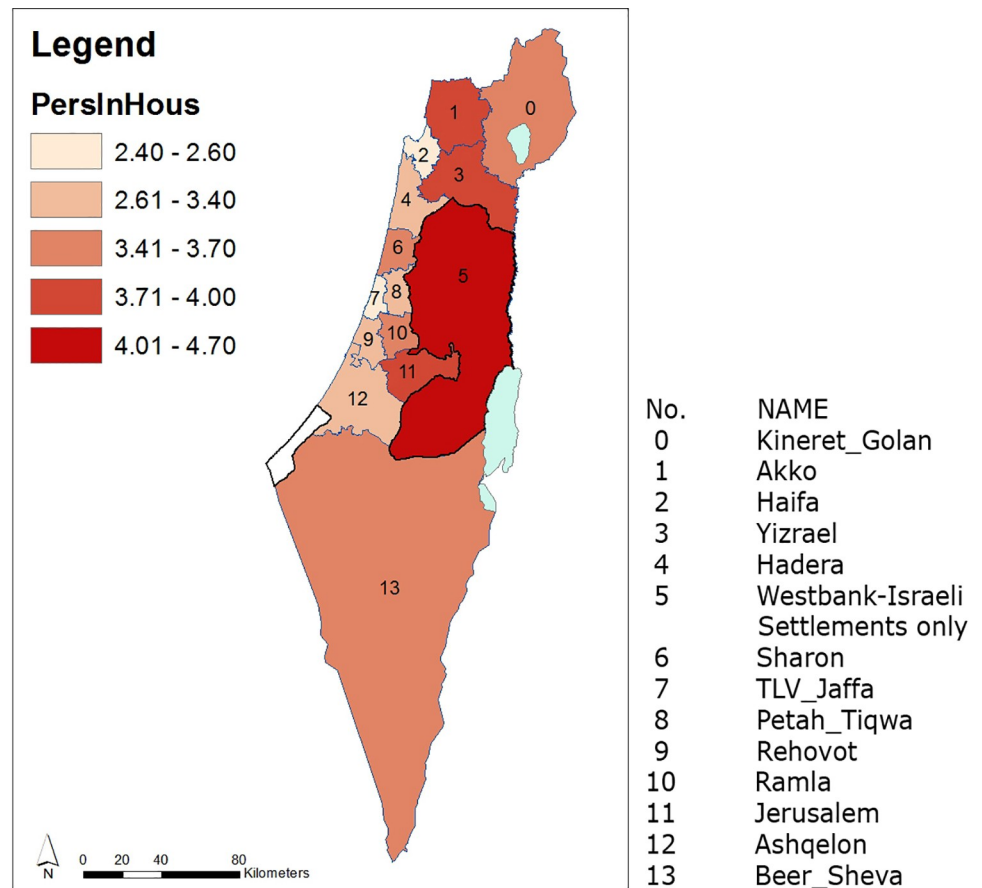 Legend
PersInHous
2.40 - 2.60
2.61 - 3.40
3.41 - 3.70
3.71 - 4.00
4.01 - 4.70
0
1
2
3
4
5
6
7
8
9
10
11
12
13
N
0 20 40 80
Kilometers
No. NAME
0 Kineret_Golan
1 Akko
2 Haifa
3 Yizrael
4 Hadera
5 Westbank-Israeli
Settlements only
6 Sharon
7 TLV_Jaffa
8 Petah_Tiqwa
9 Rehovot
10 Ramla
11 Jerusalem
12 Ashqelon
13 Beer_Sheva